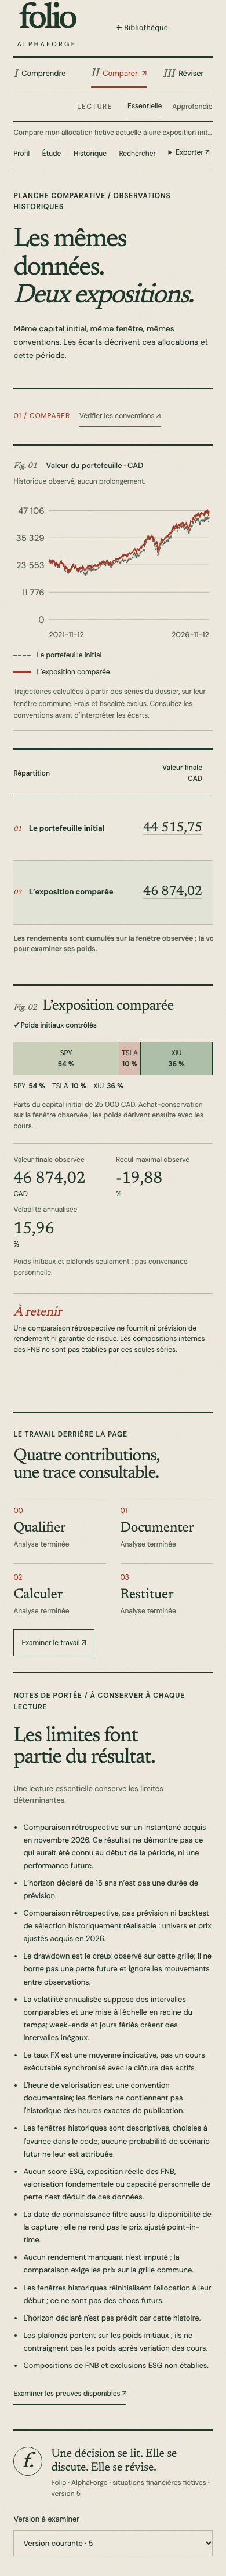 folio
ALPHAFORGE
← Bibliothèque
I Comprendre
II Comparer ↗
III Réviser
LECTURE Essentielle Approfondie
Compare mon allocation fictive actuelle à une exposition init...
Profil Étude Historique Rechercher ▸ Exporter ↗
PLANCHE COMPARATIVE / OBSERVATIONS
HISTORIQUES
Les mêmes
données.
Deux expositions.
Même capital initial, même fenêtre, mêmes
conventions. Les écarts décrivent ces allocations et
cette période.
01 / COMPARER Vérifier les conventions ↗
Fig. 01 Valeur du portefeuille · CAD
Historique observé, aucun prolongement.
47 106
35 329
23 553
11 776
0
2021-11-12 2026-11-12
Le portefeuille initial
L'exposition comparée
Trajectoires calculées à partir des séries du dossier, sur leur
fenêtre commune. Frais et fiscalité exclus. Consultez les
conventions avant d'interpréter les écarts.
Répartition Valeur finale
CAD
01 Le portefeuille initial 44 515,75
02 L'exposition comparée 46 874,02
Les rendements sont cumulés sur la fenêtre observée ; la vo
pour examiner ses poids.
Fig. 02 L'exposition comparée
✓ Poids initiaux contrôlés
SPY TSLA XIU
54 % 10 % 36 %
SPY 54 % TSLA 10 % XIU 36 %
Parts du capital initial de 25 000 CAD. Achat-conservation
sur la fenêtre observée ; les poids dérivent ensuite avec les
cours.
Valeur finale observée Recul maximal observé
46 874,02 -19,88
CAD %
Volatilité annualisée
15,96
%
Poids initiaux et plafonds seulement ; pas convenance
personnelle.
À retenir
Une comparaison rétrospective ne fournit ni prévision de
rendement ni garantie de risque. Les compositions internes
des FNB ne sont pas établies par ces seules séries.
LE TRAVAIL DERRIÈRE LA PAGE
Quatre contributions,
une trace consultable.
00 01
Qualifier Documenter
Analyse terminée Analyse terminée
02 03
Calculer Restituer
Analyse terminée Analyse terminée
Examiner le travail ↗
NOTES DE PORTÉE / À CONSERVER À CHAQUE
LECTURE
Les limites font
partie du résultat.
Une lecture essentielle conserve les limites
déterminantes.
• Comparaison rétrospective sur un instantané acquis
en novembre 2026. Ce résultat ne démontre pas ce
qui aurait été connu au début de la période, ni une
performance future.
• L'horizon déclaré de 15 ans n'est pas une durée de
prévision.
• Comparaison rétrospective, pas prévision ni backtest
de sélection historiquement réalisable : univers et prix
ajustés acquis en 2026.
• Le drawdown est le creux observé sur cette grille; il ne
borne pas une perte future et ignore les mouvements
entre observations.
• La volatilité annualisée suppose des intervalles
comparables et une mise à l'échelle en racine du
temps; week-ends et jours fériés créent des
intervalles inégaux.
• Le taux FX est une moyenne indicative, pas un cours
exécutable synchronisé avec la clôture des actifs.
• L'heure de valorisation est une convention
documentaire; les fichiers ne contiennent pas
l'historique des heures exactes de publication.
• Les fenêtres historiques sont descriptives, choisies à
l'avance dans le code; aucune probabilité de scénario
futur ne leur est attribuée.
• Aucun score ESG, exposition réelle des FNB,
valorisation fondamentale ou capacité personnelle de
perte n'est déduit de ces données.
• La date de connaissance filtre aussi la disponibilité de
la capture ; elle ne rend pas le prix ajusté point-in-
time.
• Aucun rendement manquant n'est imputé ; la
comparaison exige les prix sur la grille commune.
• Les fenêtres historiques réinitialisent l'allocation à leur
début ; ce ne sont pas des chocs futurs.
• L'horizon déclaré n'est pas prédit par cette histoire.
• Les plafonds portent sur les poids initiaux ; ils ne
contraignent pas les poids après variation des cours.
• Compositions de FNB et exclusions ESG non établies.
Examiner les preuves disponibles ↗
f. Une décision se lit. Elle se
discute. Elle se révise.
Folio · AlphaForge · situations financières fictives ·
version 5
Version à examiner
Version courante · 5